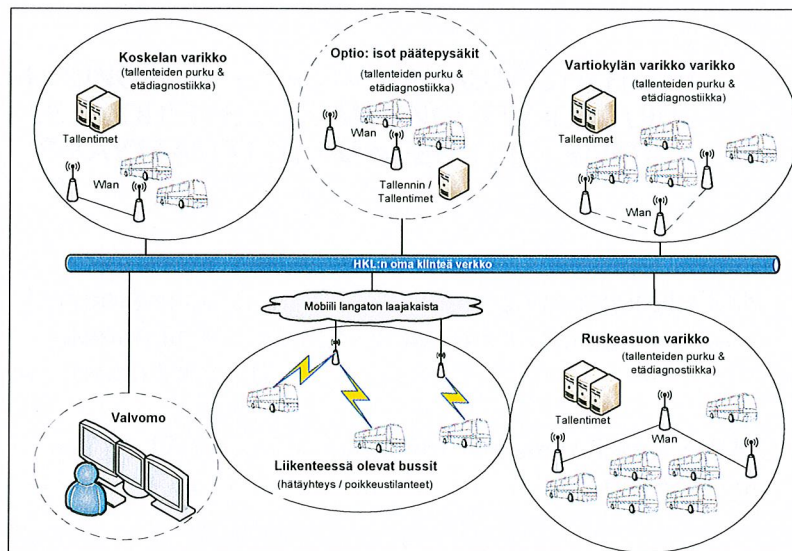 Koskelan varikko
(tallenteiden purku &
etädiagnostiikka)
Tallentimet
Wlan
Optio: isot päätepysäkit
(tallenteiden purku &
etädiagnostiikka)
Wlan
Tallennin /
Tallentimet
Vartiokylän varikko varikko
(tallenteiden purku &
etädiagnostiikka)
Tallentimet
Wlan
HKL:n oma kiinteä verkko
Mobiili langaton laajakaista
Liikenteessä olevat bussit
(hätäyhteys / poikkeustilanteet)
Valvomo
Ruskeasuon varikko
(tallenteiden purku &
etädiagnostiikka)
Tallentimet
Wlan